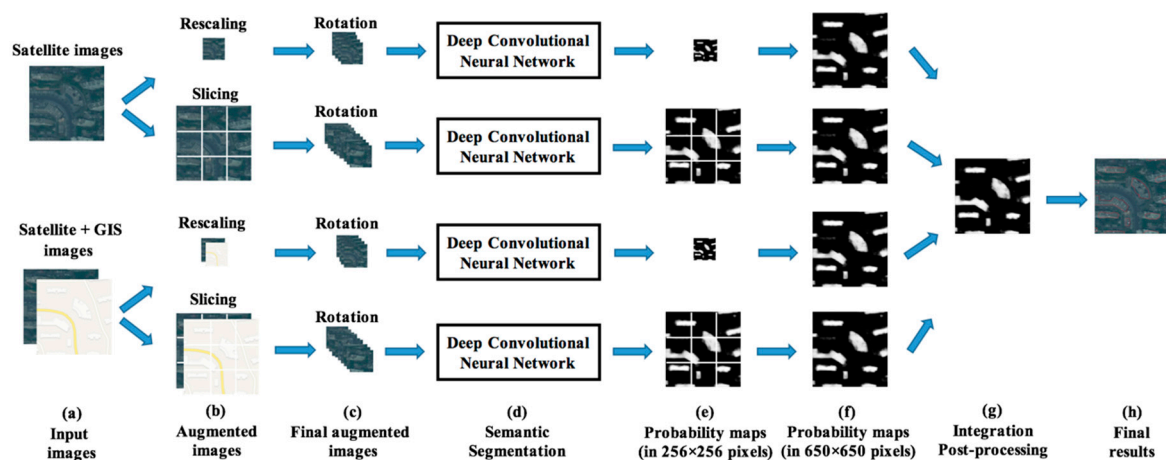 Satellite images
Rescaling
Rotation
Deep Convolutional
Neural Network
Slicing
Rotation
Deep Convolutional
Neural Network
Satellite + GIS
images
Rescaling
Rotation
Deep Convolutional
Neural Network
Slicing
Rotation
Deep Convolutional
Neural Network
(a)
Input
images
(b)
Augmented
images
(c)
Final augmented
images
(d)
Semantic
Segmentation
(e)
Probability maps
(in 256×256 pixels)
(f)
Probability maps
(in 650×650 pixels)
(g)
Integration
Post-processing
(h)
Final
results